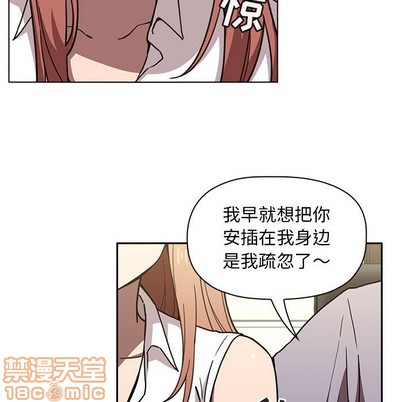 惊
我早就想把你
安插在我身边
是我疏忽了～
禁漫天堂
18comic